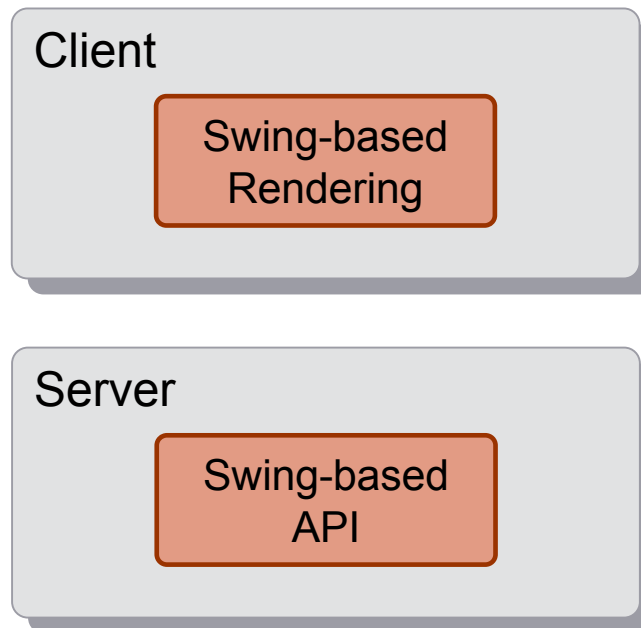 Client
Swing-based
Rendering
Server
Swing-based
API